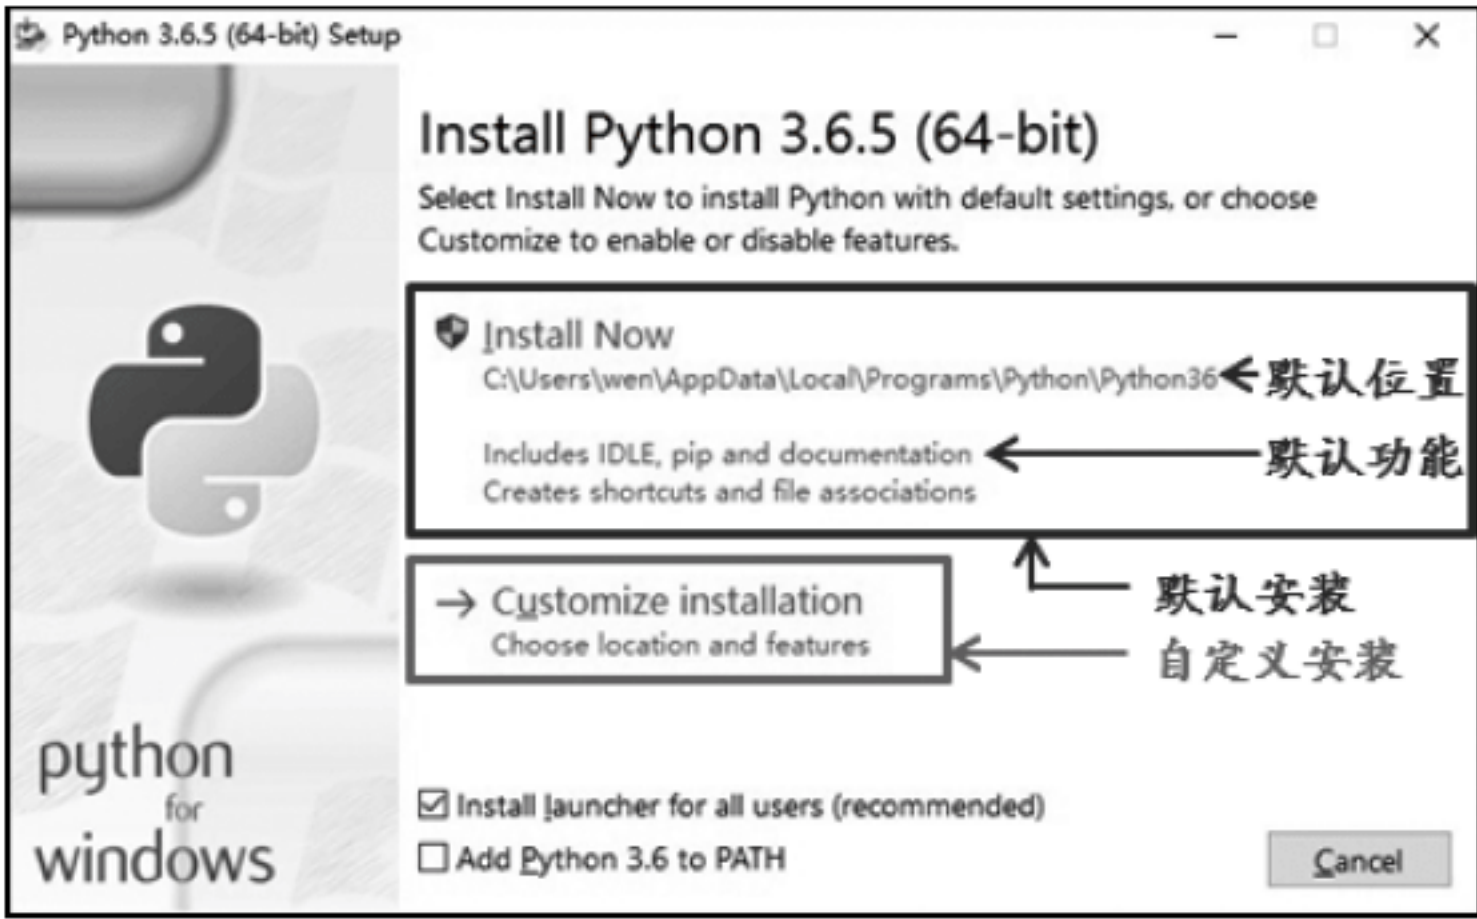 Python 3.6.5 (64-bit) Setup
Install Python 3.6.5 (64-bit)
Select Install Now to install Python with default settings, or choose
Customize to enable or disable features.
Install Now
C:\Users\wen\AppData\Local\Programs\Python\Python36
默认位置
Includes IDLE, pip and documentation
默认功能
Creates shortcuts and file associations
默认安装
Customize installation
Choose location and features
自定义安装
python
for
windows
Install launcher for all users (recommended)
Add Python 3.6 to PATH
Cancel